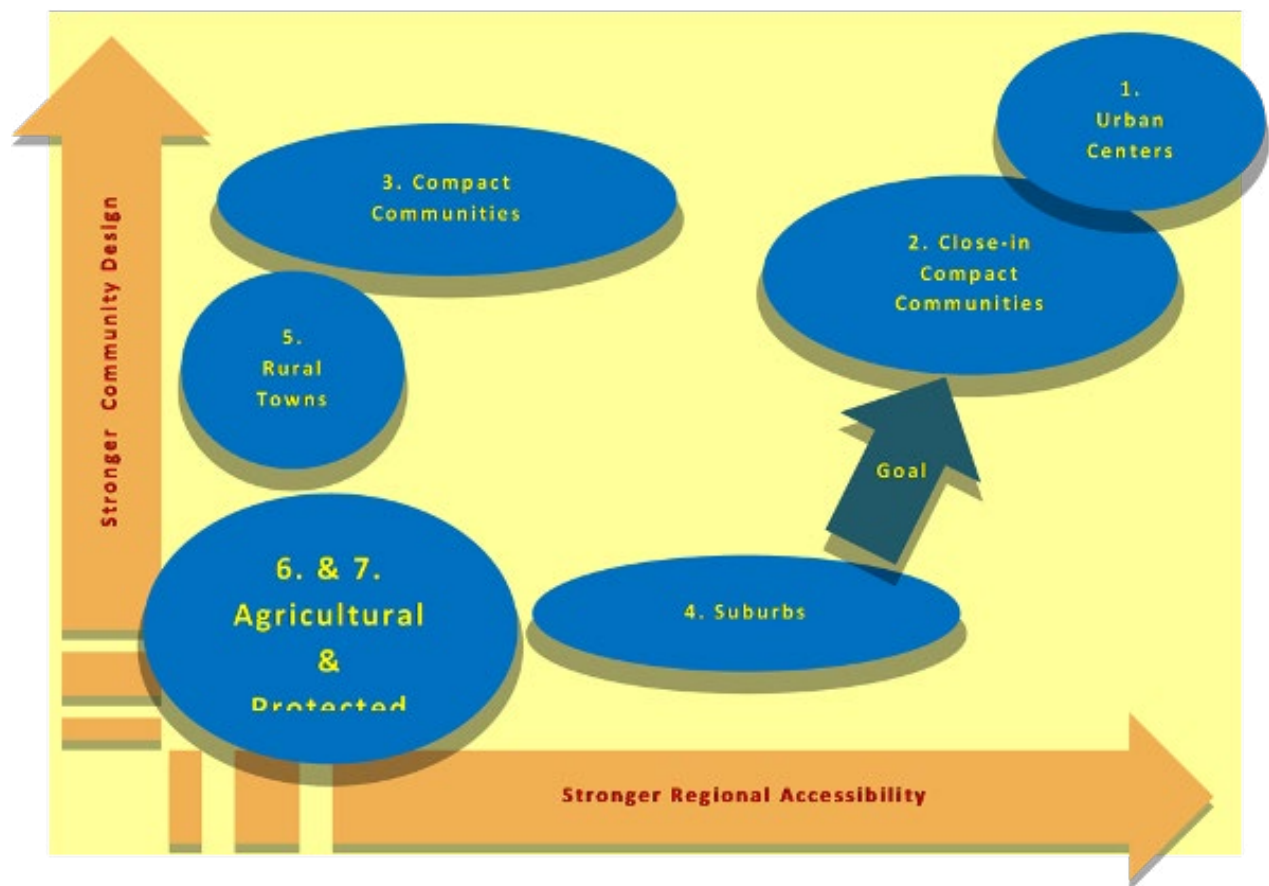 1.
Urban
Centers
3. Compact
Communities
2. Close-in
Compact
Communities
5.
Rural
Towns
Goal
6. & 7.
Agricultural
&
Protected
4. Suburbs
Stronger Community Design
Stronger Regional Accessibility